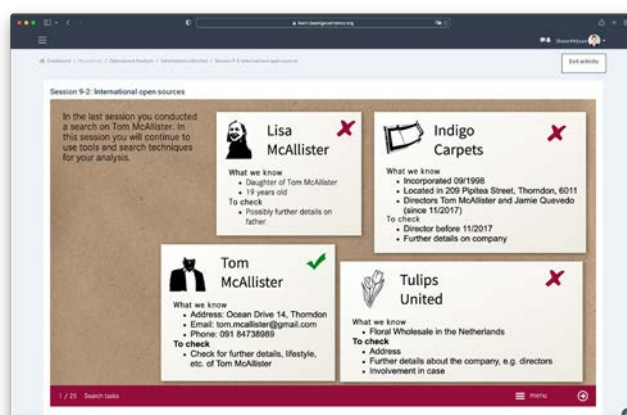 learn.baselgovernance.org
Exit activity
Session 9-2: International open sources
In the last session you conducted
a search on Tom McAllister. In
this session you will continue to
use tools and search techniques
for your analysis.
Lisa
McAllister
What we know
• Daughter of Tom McAllister
• 19 years old
To check
• Possibly further details on
father
Indigo
Carpets
What we know
• Incorporated 09/1998
• Located in 209 Pipitea Street, Thorndon, 6011
• Directors Tom McAllister and Jamie Quevedo
(since 11/2017)
To check
• Director before 11/2017
• Further details on company
Tom
McAllister
What we know
• Address: Ocean Drive 14, Thorndon
• Email: tom.mcallister@gmail.com
• Phone: 091 84738989
To check
• Check for further details, lifestyle,
etc. of Tom McAllister
Tulips
United
What we know
• Floral Wholesale in the Netherlands
To check
• Address
• Further details about the company, e.g. directors
• Involvement in case
1 / 25 Search tasks
menu